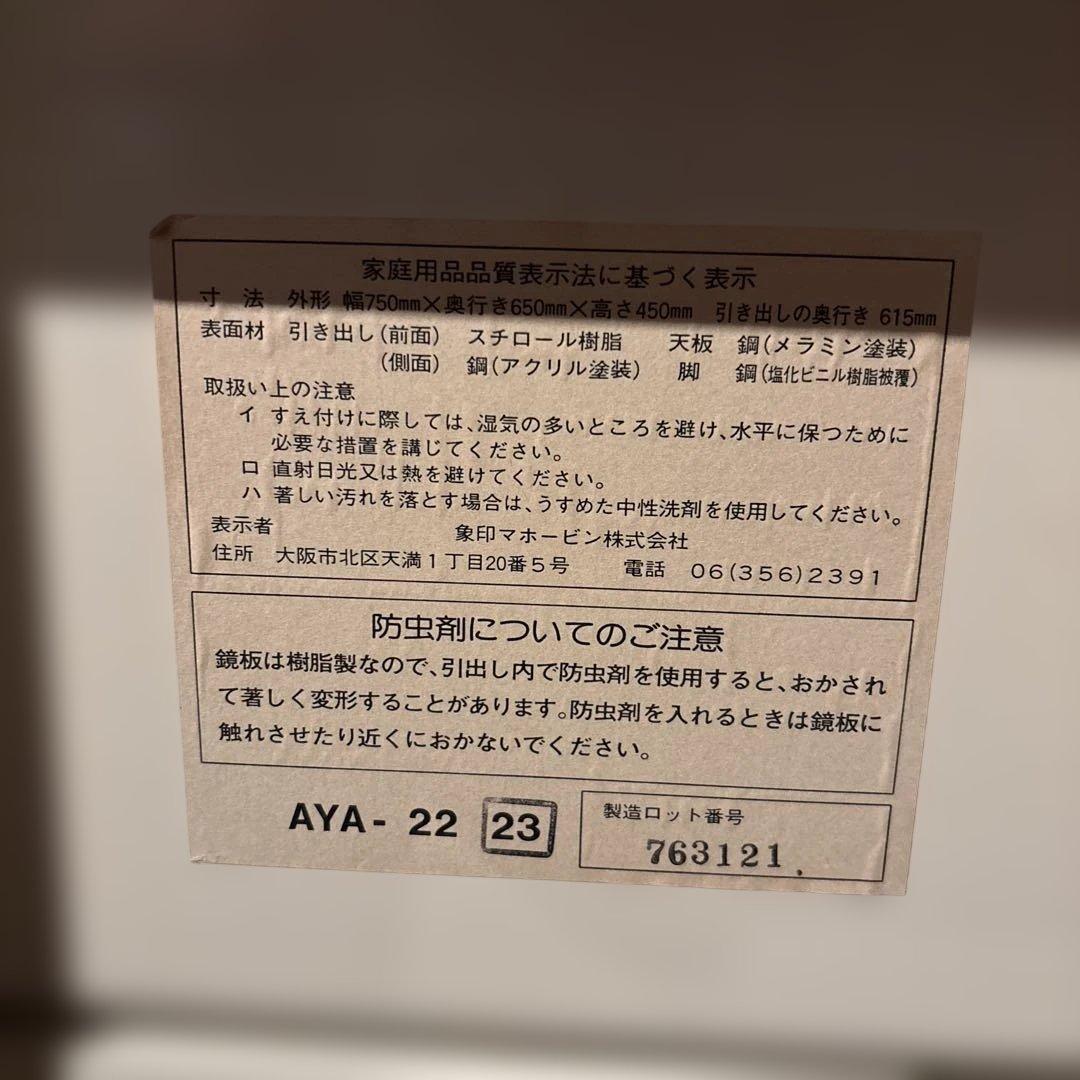 家庭用品品質表示法に基づく表示
寸法 外形 幅750mm×奥行き650mm×高さ450mm 引き出しの奥行き 615mm
表面材 引き出し(前面) スチロール樹脂 天板 鋼(メラミン塗装)
(側面) 鋼(アクリル塗装) 脚 鋼(塩化ビニル樹脂被覆)
取扱い上の注意
イ すえ付けに際しては、湿気の多いところを避け、水平に保つために
必要な措置を講じてください。
ロ 直射日光又は熱を避けてください。
ハ 著しい汚れを落とす場合は、うすめた中性洗剤を使用してください。
表示者 象印マホービン株式会社
住所 大阪市北区天満1丁目20番5号 電話 06(356)2391
防虫剤についてのご注意
鏡板は樹脂製なので、引出し内で防虫剤を使用すると、おかされ
て著しく変形することがあります。防虫剤を入れるときは鏡板に
触れさせたり近くにおかないでください。
AYA-22 23
製造ロット番号
763121